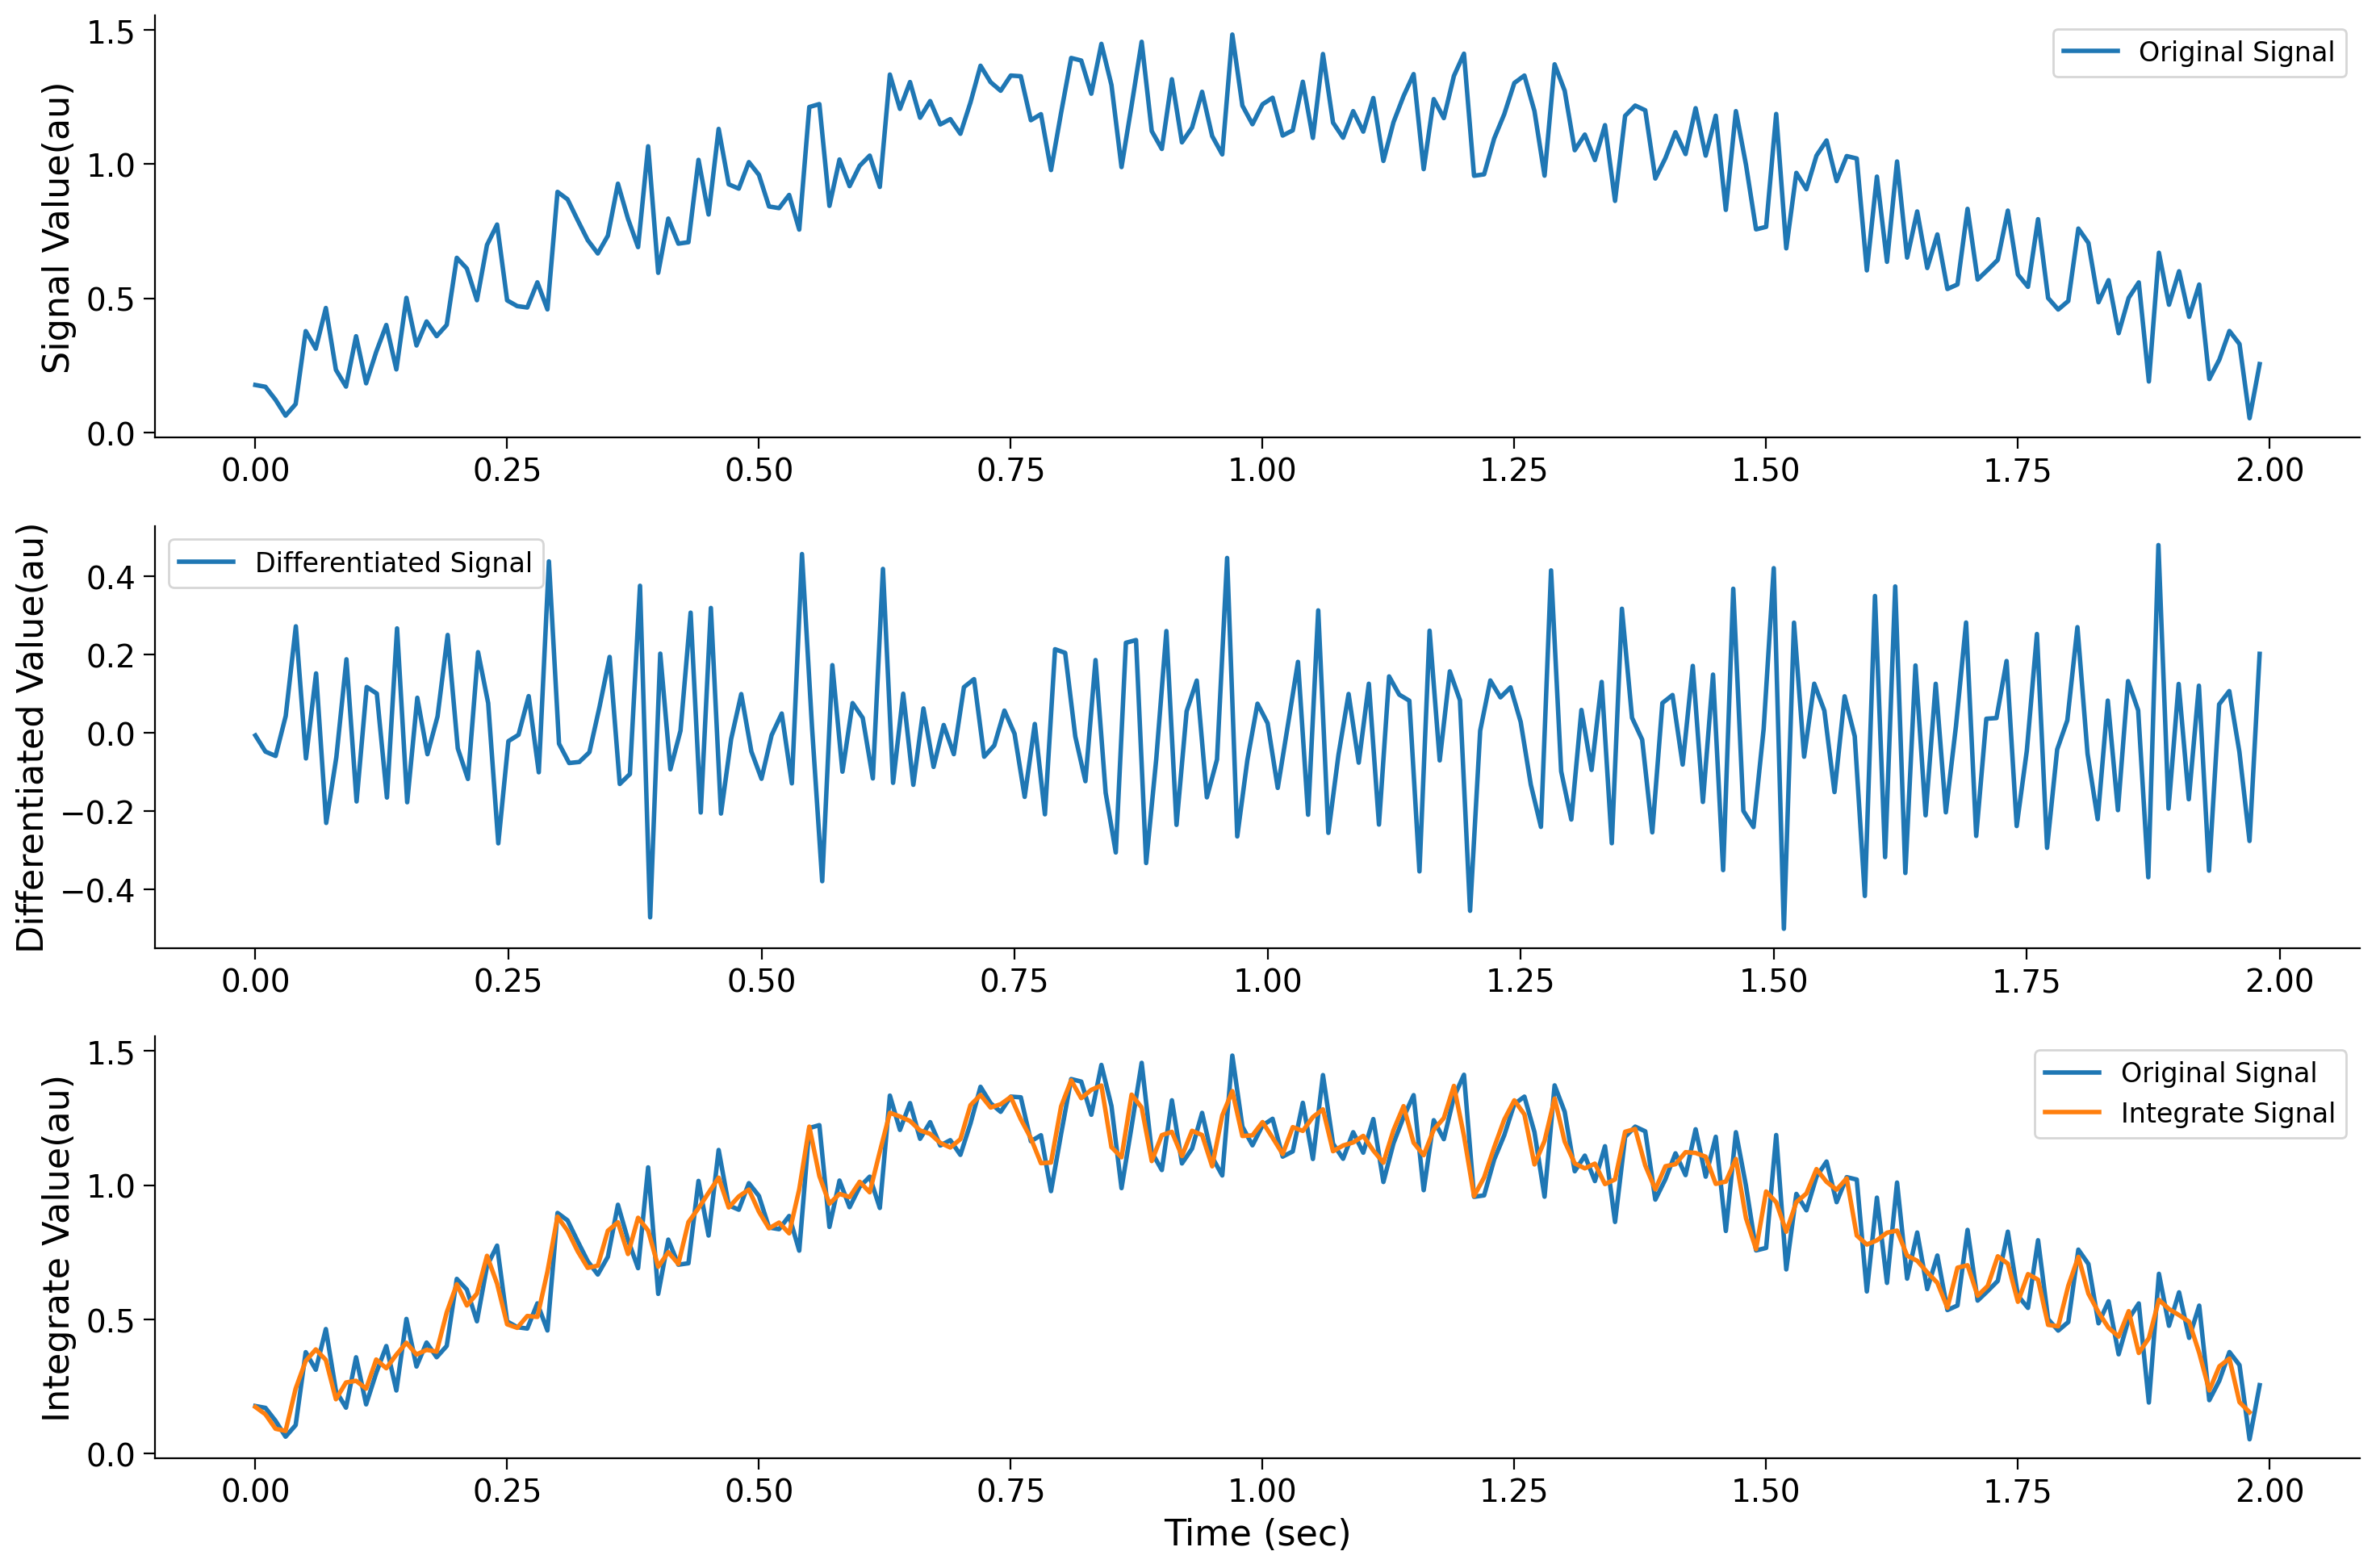 Signal Value(au)
1.5
1.0
0.5
0.0
Original Signal
0.00 0.25 0.50 0.75 1.00 1.25 1.50 1.75 2.00
Differentiated Value(au)
0.4
0.2
0.0
−0.2
−0.4
Differentiated Signal
0.00 0.25 0.50 0.75 1.00 1.25 1.50 1.75 2.00
Integrate Value(au)
1.5
1.0
0.5
0.0
Original Signal
Integrate Signal
0.00 0.25 0.50 0.75 1.00 1.25 1.50 1.75 2.00
Time (sec)